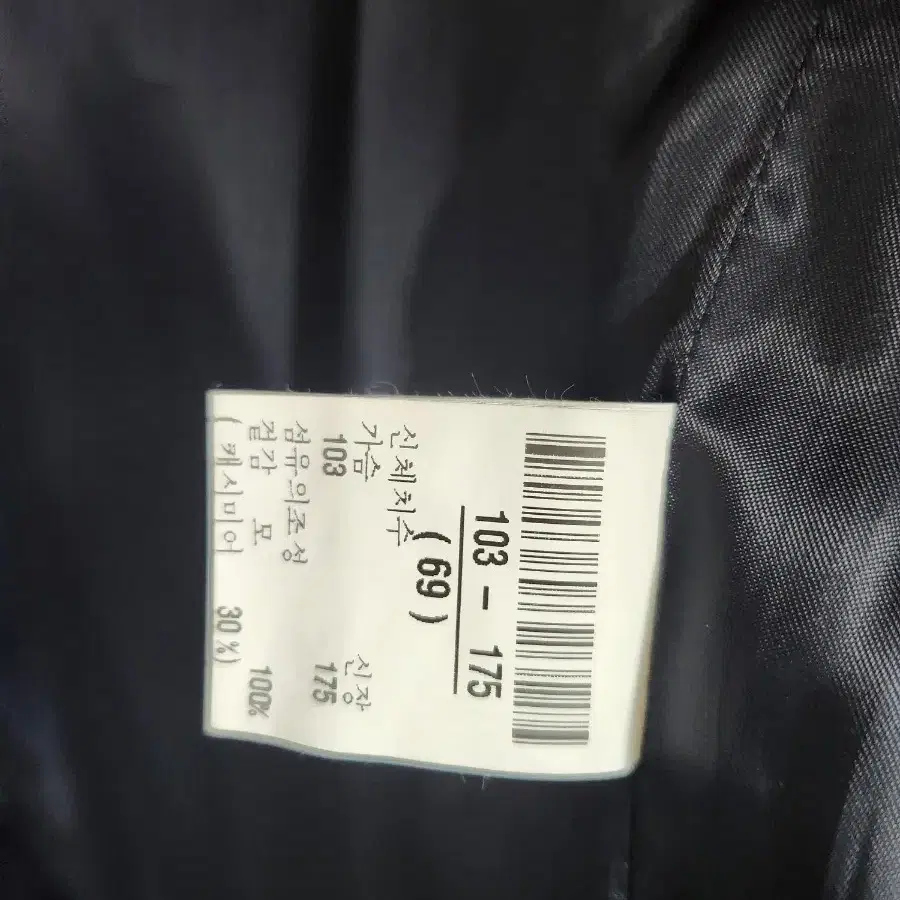 103 - 175
( 69 )
신체치수
가슴 신장
103 175
섬유의조성
겉감 모 100%
( 캐시미어 30%)